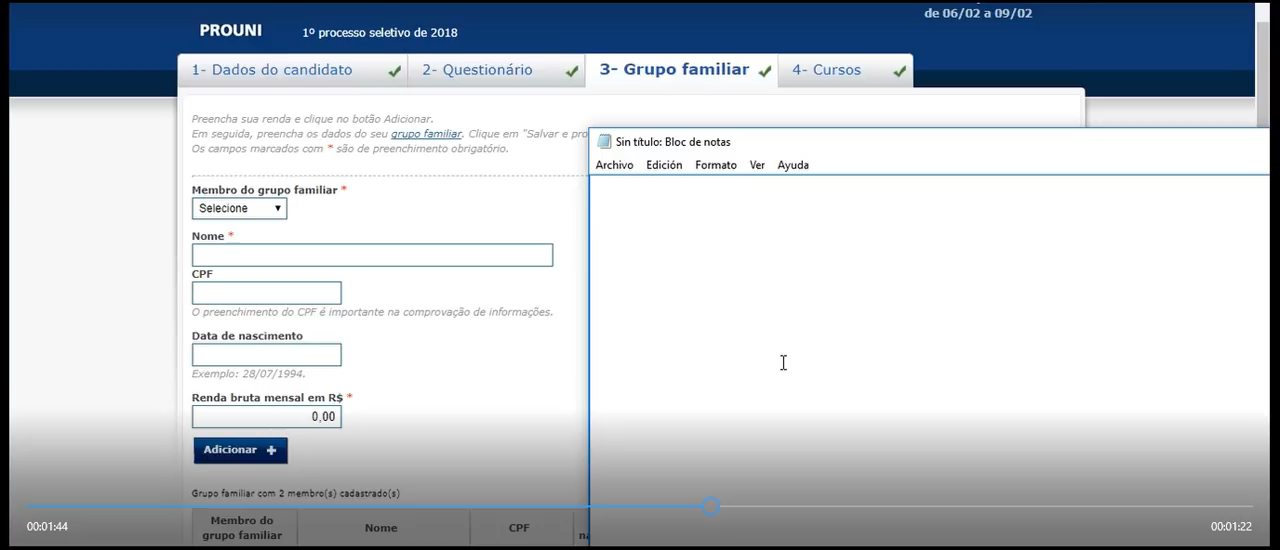 de 06/02 a 09/02
PROUNI 1º processo seletivo de 2018
1- Dados do candidato 2- Questionário 3- Grupo familiar 4- Cursos
Preencha sua renda e clique no botão Adicionar.
Em seguida, preencha os dados do seu grupo familiar. Clique em "Salvar e pro
Os campos marcados com * são de preenchimento obrigatório.
Sin título: Bloc de notas
Archivo Edición Formato Ver Ayuda
Membro do grupo familiar *
Selecione
Nome *
CPF
O preenchimento do CPF é importante na comprovação de informações.
Data de nascimento
Exemplo: 28/07/1994.
Renda bruta mensal em R$ *
0,00
Adicionar +
Grupo familiar com 2 membro(s) cadastrado(s)
Membro do
grupo familiar
Nome
CPF
na
00:01:44
00:01:22